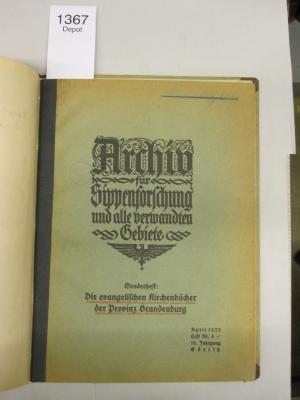 1367
Depot
Archiv
für
Sippenforschung
und alle verwandten
Gebiete
Sonderheft:
Die evangelischen Kirchenbücher
der Provinz Brandenburg
April 1933
Heft Nr. 4
10. Jahrgang
Görlitz